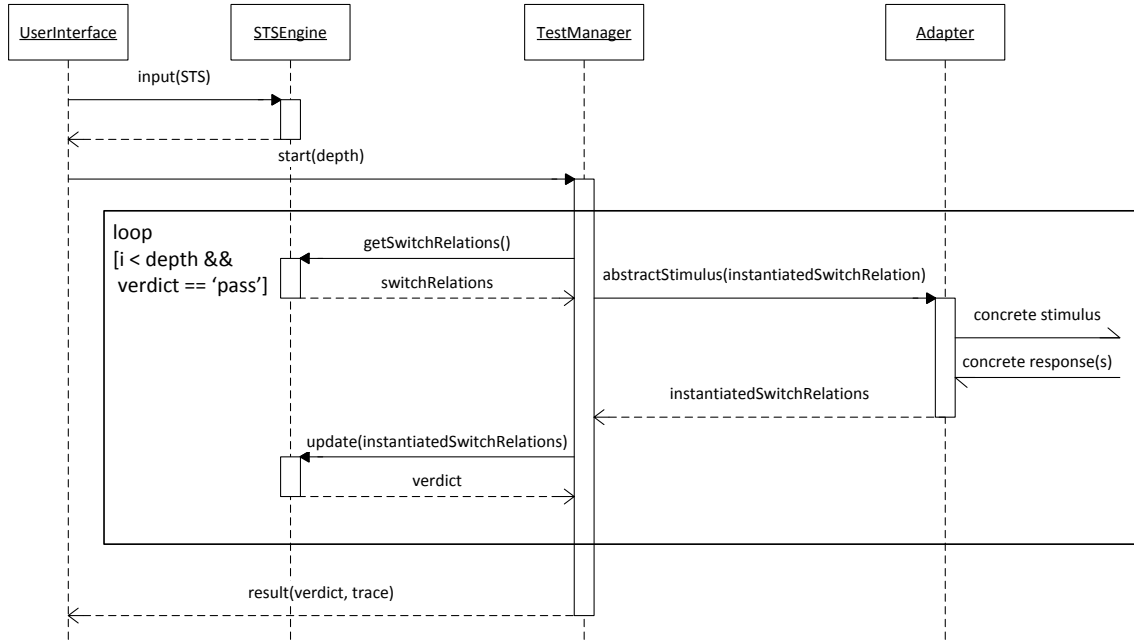 UserInterface
STSEngine
TestManager
Adapter
input(STS)
start(depth)
loop
[i < depth &&
verdict == ‘pass’]
getSwitchRelations()
switchRelations
abstractStimulus(instantiatedSwitchRelation)
concrete stimulus
concrete response(s)
instantiatedSwitchRelations
update(instantiatedSwitchRelations)
verdict
result(verdict, trace)